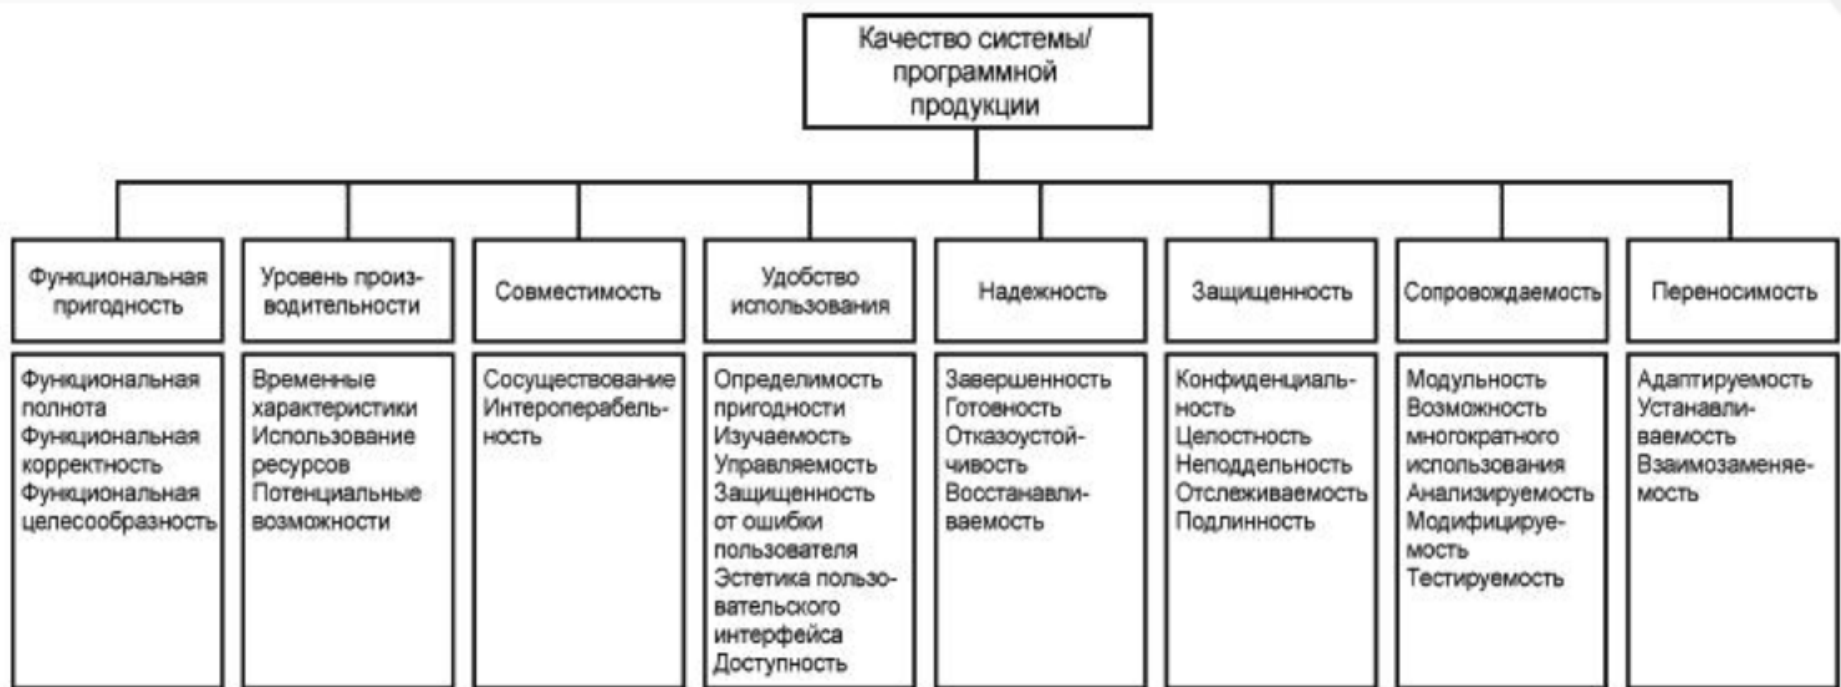 Качество системы/
программной
продукции
Функциональная
пригодность
Уровень произ-
водительности
Совместимость
Удобство
использования
Надежность
Защищенность
Сопровождаемость
Переносимость
Функциональная
полнота
Функциональная
корректность
Функциональная
целесообразность
Временные
характеристики
Использование
ресурсов
Потенциальные
возможности
Сосуществование
Интероперабель-
ность
Определимость
пригодности
Изучаемость
Управляемость
Защищенность
от ошибки
пользователя
Эстетика пользо-
вательского
интерфейса
Доступность
Завершенность
Готовность
Отказоустой-
чивость
Восстанавли-
ваемость
Конфиденциаль-
ность
Целостность
Неподдельность
Отслеживаемость
Подлинность
Модульность
Возможность
многократного
использования
Анализируемость
Модифицируе-
мость
Тестируемость
Адаптируемость
Устанавли-
ваемость
Взаимозаменяе-
мость